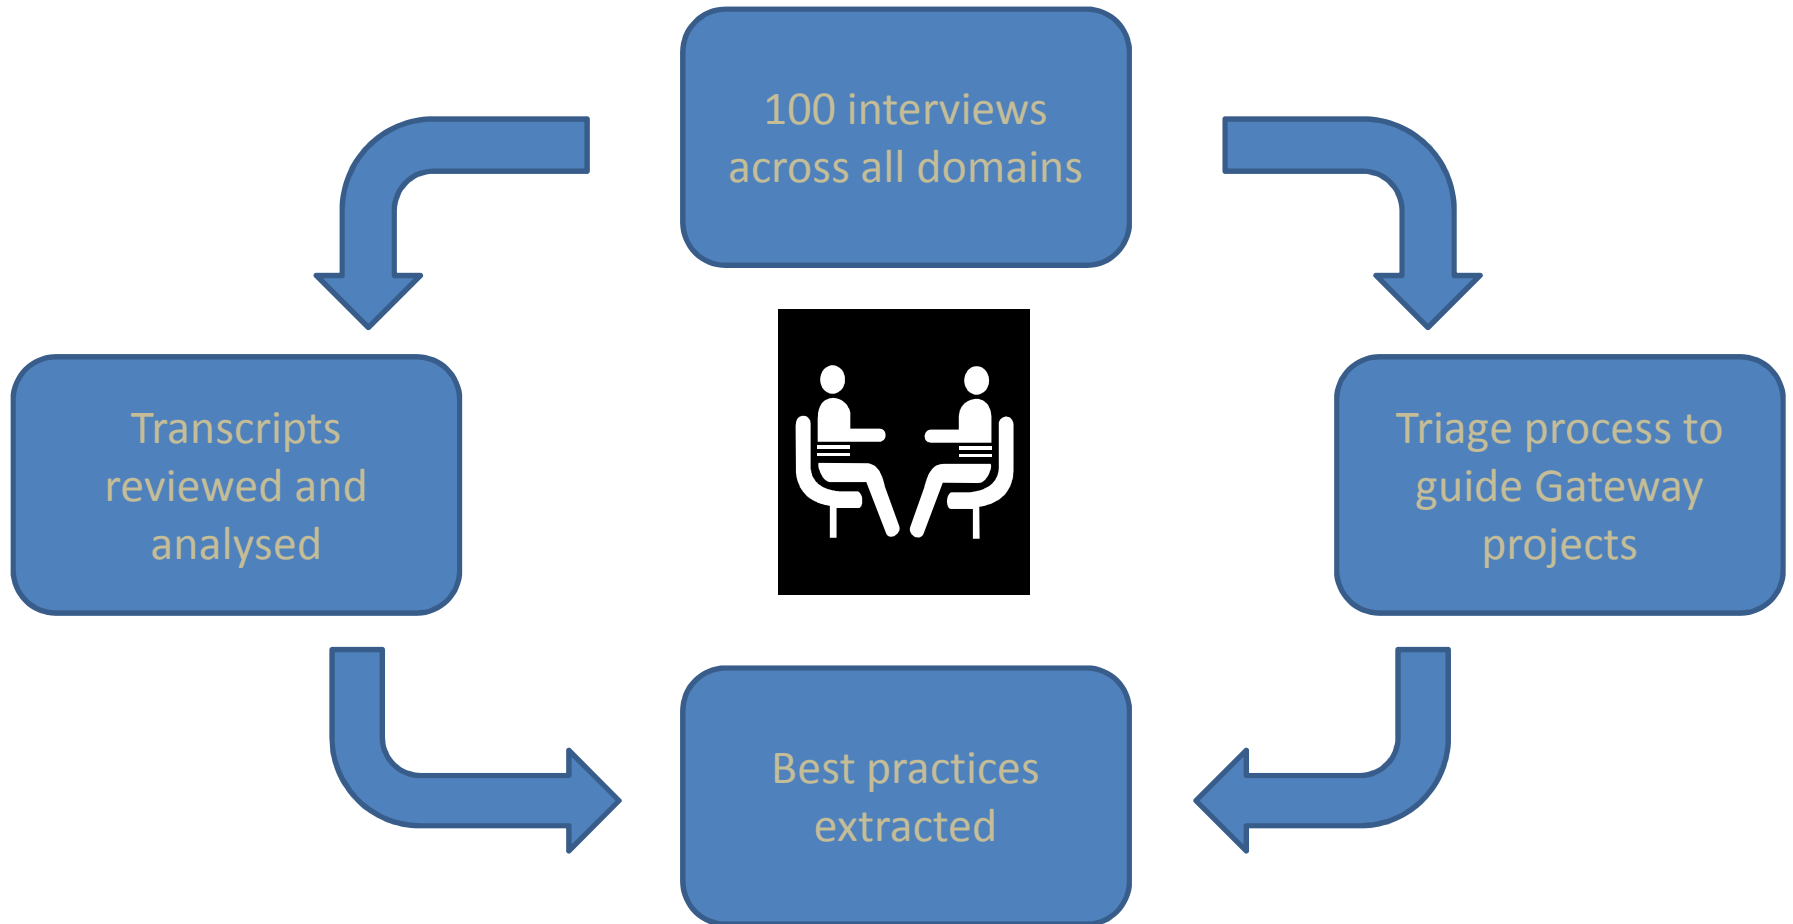 100 interviews
across all domains
Transcripts
reviewed and
analysed
Triage process to
guide Gateway
projects
Best practices
extracted